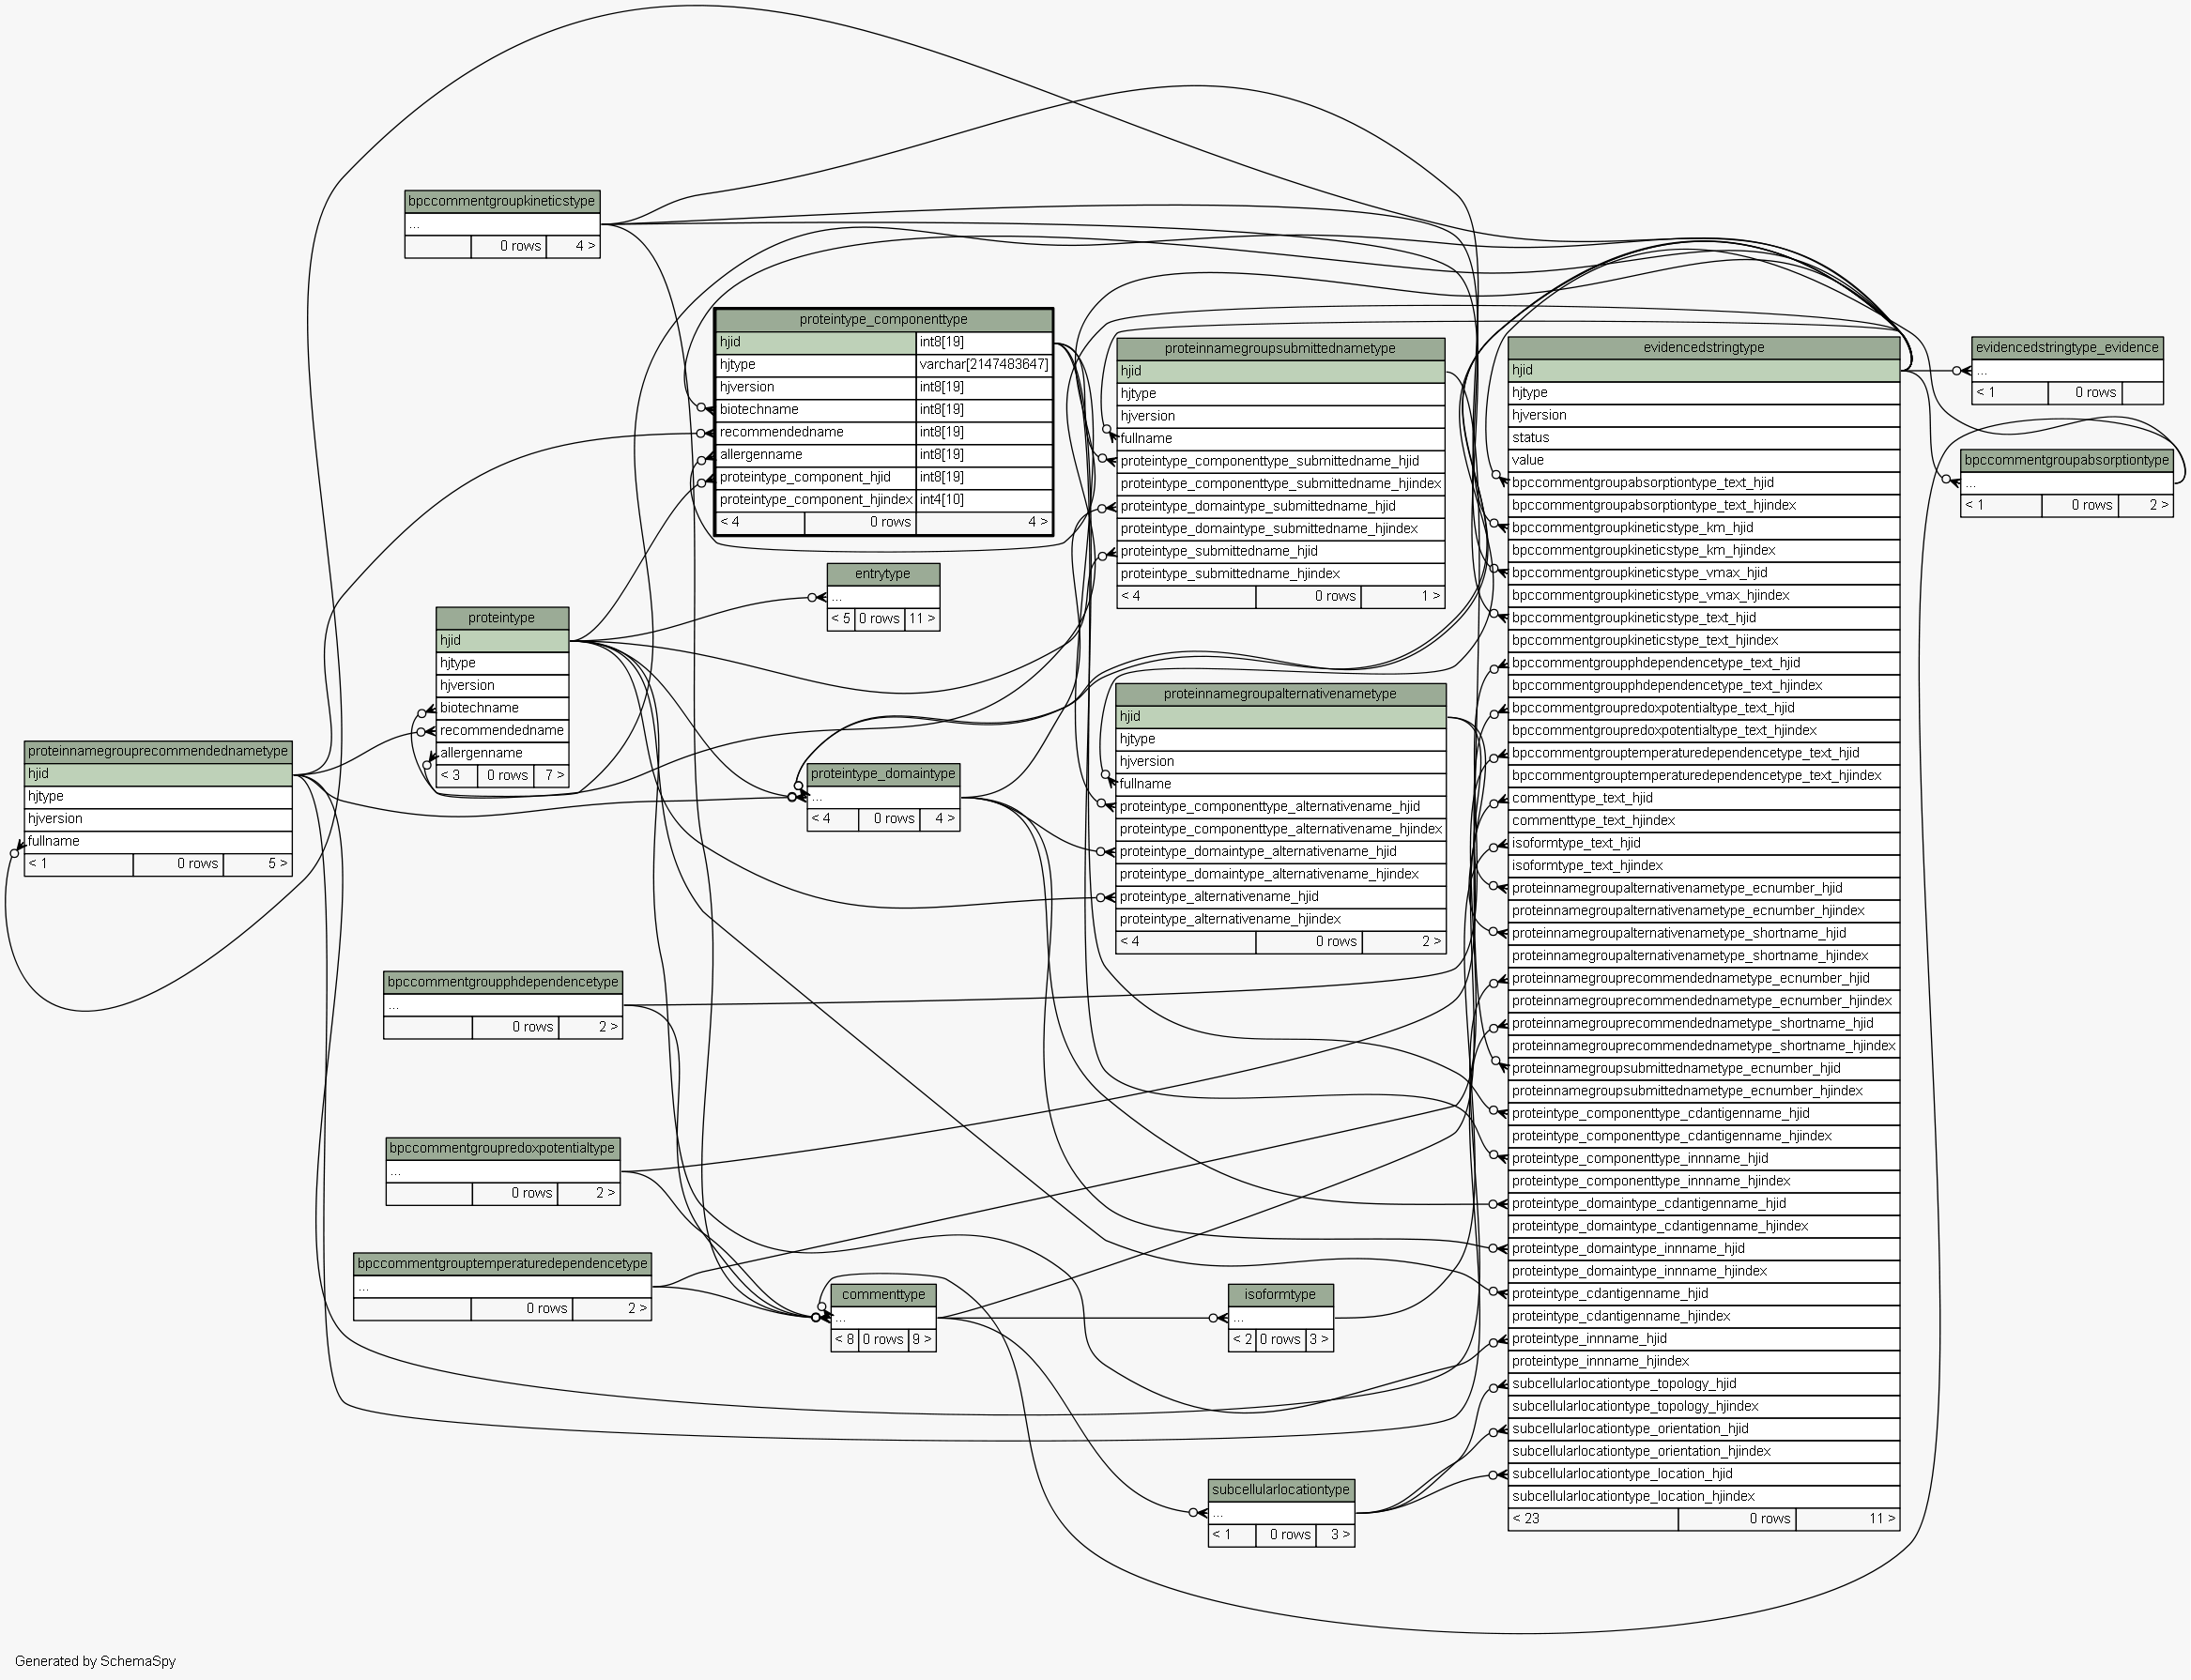 bpccommentgroupkineticstype
...
0 rows 4 >
proteintype_componenttype
hjid int8[19]
hjtype varchar[2147483647]
hjversion int8[19]
biotechname int8[19]
recommendedname int8[19]
allergenname int8[19]
proteintype_component_hjid int8[19]
proteintype_component_hjindex int4[10]
< 4 0 rows 4 >
proteinnamegroupsubmittednametype
hjid
hjtype
hjversion
fullname
proteintype_componenttype_submittedname_hjid
proteintype_componenttype_submittedname_hjindex
proteintype_domaintype_submittedname_hjid
proteintype_domaintype_submittedname_hjindex
proteintype_submittedname_hjid
proteintype_submittedname_hjindex
< 4 0 rows 1 >
evidencedstringtype
hjid
hjtype
hjversion
status
value
bpccommentgroupabsorptiontype_text_hjid
bpccommentgroupabsorptiontype_text_hjindex
bpccommentgroupkineticstype_km_hjid
bpccommentgroupkineticstype_km_hjindex
bpccommentgroupkineticstype_vmax_hjid
bpccommentgroupkineticstype_vmax_hjindex
bpccommentgroupkineticstype_text_hjid
bpccommentgroupkineticstype_text_hjindex
bpccommentgroupphdependencetype_text_hjid
bpccommentgroupphdependencetype_text_hjindex
bpccommentgroupredoxpotentialtype_text_hjid
bpccommentgroupredoxpotentialtype_text_hjindex
bpccommentgrouptemperaturedependencetype_text_hjid
bpccommentgrouptemperaturedependencetype_text_hjindex
commenttype_text_hjid
commenttype_text_hjindex
isoformtype_text_hjid
isoformtype_text_hjindex
proteinnamegroupalternativenametype_ecnumber_hjid
proteinnamegroupalternativenametype_ecnumber_hjindex
proteinnamegroupalternativenametype_shortname_hjid
proteinnamegroupalternativenametype_shortname_hjindex
proteinnamegrouprecommendednametype_ecnumber_hjid
proteinnamegrouprecommendednametype_ecnumber_hjindex
proteinnamegrouprecommendednametype_shortname_hjid
proteinnamegrouprecommendednametype_shortname_hjindex
proteinnamegroupsubmittednametype_ecnumber_hjid
proteinnamegroupsubmittednametype_ecnumber_hjindex
proteintype_componenttype_cdantigenname_hjid
proteintype_componenttype_cdantigenname_hjindex
proteintype_componenttype_innname_hjid
proteintype_componenttype_innname_hjindex
proteintype_domaintype_cdantigenname_hjid
proteintype_domaintype_cdantigenname_hjindex
proteintype_domaintype_innname_hjid
proteintype_domaintype_innname_hjindex
proteintype_cdantigenname_hjid
proteintype_cdantigenname_hjindex
proteintype_innname_hjid
proteintype_innname_hjindex
subcellularlocationtype_topology_hjid
subcellularlocationtype_topology_hjindex
subcellularlocationtype_orientation_hjid
subcellularlocationtype_orientation_hjindex
subcellularlocationtype_location_hjid
subcellularlocationtype_location_hjindex
< 23 0 rows 11 >
evidencedstringtype_evidence
...
< 1 0 rows
bpccommentgroupabsorptiontype
...
< 1 0 rows 2 >
entrytype
...
< 5 0 rows 11 >
proteintype
hjid
hjtype
hjversion
biotechname
recommendedname
allergenname
< 3 0 rows 7 >
proteinnamegroupalternativenametype
hjid
hjtype
hjversion
fullname
proteintype_componenttype_alternativename_hjid
proteintype_componenttype_alternativename_hjindex
proteintype_domaintype_alternativename_hjid
proteintype_domaintype_alternativename_hjindex
proteintype_alternativename_hjid
proteintype_alternativename_hjindex
< 4 0 rows 2 >
proteinnamegrouprecommendednametype
hjid
hjtype
hjversion
fullname
< 1 0 rows 5 >
proteintype_domaintype
...
< 4 0 rows 4 >
bpccommentgroupphdependencetype
...
0 rows 2 >
bpccommentgroupredoxpotentialtype
...
0 rows 2 >
bpccommentgrouptemperaturedependencetype
...
0 rows 2 >
commenttype
...
< 8 0 rows 9 >
isoformtype
...
< 2 0 rows 3 >
subcellularlocationtype
...
< 1 0 rows 3 >
Generated by SchemaSpy